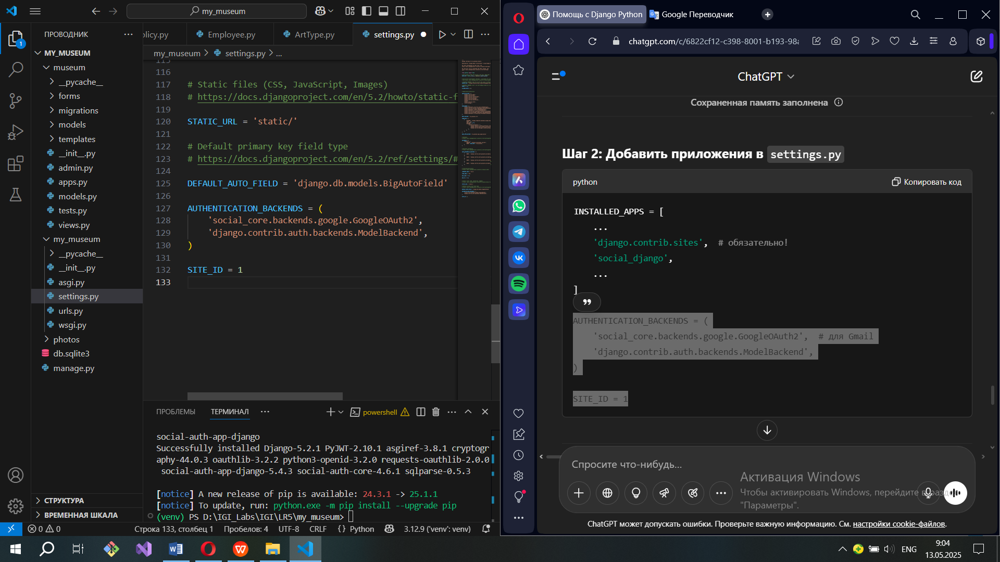 my_museum
ПРОВОДНИК
MY_MUSEUM
museum
__pycache__
forms
migrations
models
templates
__init__.py
admin.py
apps.py
models.py
tests.py
views.py
my_museum
__pycache__
__init__.py
asgi.py
settings.py
urls.py
wsgi.py
photos
db.sqlite3
manage.py
СТРУКТУРА
ВРЕМЕННАЯ ШКАЛА
1
licy.py
Employee.py
ArtType.py
settings.py
my_museum > settings.py > ...
115
116
117 # Static files (CSS, JavaScript, Images)
118 # https://docs.djangoproject.com/en/5.2/howto/static-f
119
120 STATIC_URL = 'static/'
121
122 # Default primary key field type
123 # https://docs.djangoproject.com/en/5.2/ref/settings/#
124
125 DEFAULT_AUTO_FIELD = 'django.db.models.BigAutoField'
126
127 AUTHENTICATION_BACKENDS = (
128 'social_core.backends.google.GoogleOAuth2',
129 'django.contrib.auth.backends.ModelBackend',
130 )
131
132 SITE_ID = 1
133
ПРОБЛЕМЫ
ТЕРМИНАЛ
powershell
social-auth-app-django
Successfully installed Django-5.2.1 PyJWT-2.10.1 asgiref-3.8.1 cryptogr
aphy-44.0.3 oauthlib-3.2.2 python3-openid-3.2.0 requests-oauthlib-2.0.0
social-auth-app-django-5.4.3 social-auth-core-4.6.1 sqlparse-0.5.3
[notice] A new release of pip is available: 24.3.1 -> 25.1.1
[notice] To update, run: python.exe -m pip install --upgrade pip
(venv) PS D:\IGI_Labs\IGI\LR5\my_museum>
0 0
Строка 133, столбец 1
Пробелов: 4
UTF-8
CRLF
{} Python
3.12.9 ('venv': venv)
Помощь с Django Python
Google Переводчик
chatgpt.com/c/6822cf12-c398-8001-b193-98
ChatGPT
Сохраненная память заполнена
Шаг 2: Добавить приложения в settings.py
python
Копировать код
INSTALLED_APPS = [
...
'django.contrib.sites', # обязательно!
'social_django',
...
]
AUTHENTICATION_BACKENDS = (
'social_core.backends.google.GoogleOAuth2', # для Gmail
'django.contrib.auth.backends.ModelBackend',
)
SITE_ID = 1
Спросите что-нибудь...
Активация Windows
Чтобы активировать Windows, перейдите в разд
"Параметры".
ChatGPT может допускать ошибки. Проверьте важную информацию. См. настройки cookie-файлов.
ENG
9:04
13.05.2025